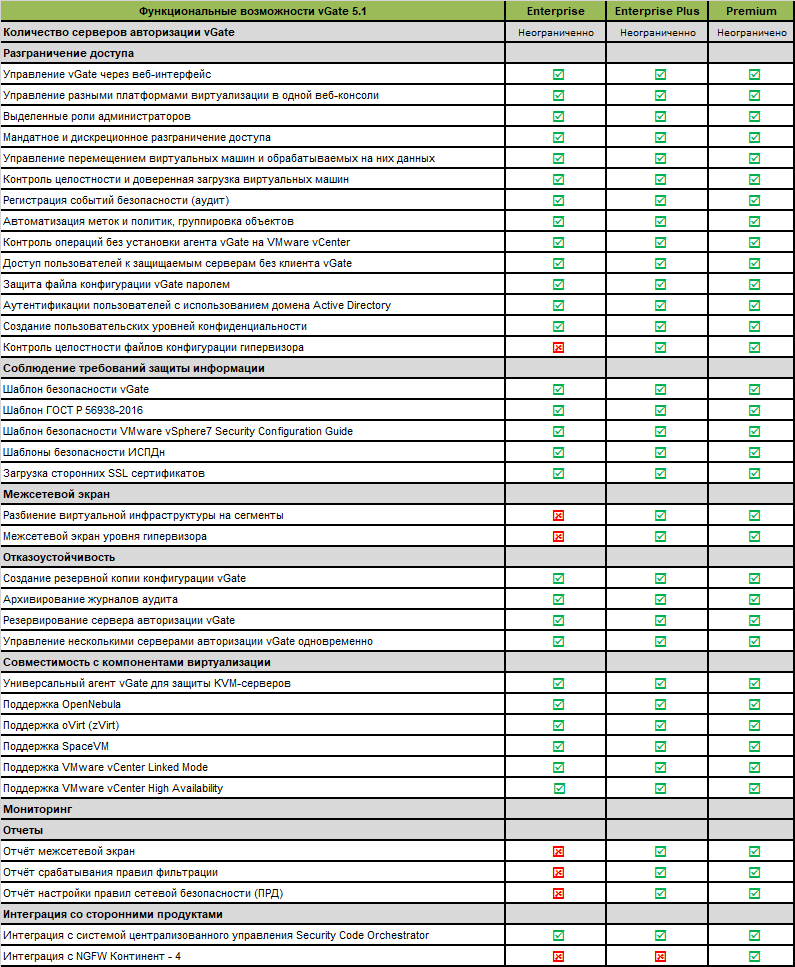 Функциональные возможности vGate 5.1 Enterprise Enterprise Plus Premium
Количество серверов авторизации vGate Неограниченно Неограниченно Неограничено
Разграничение доступа
Управление vGate через веб-интерфейс
Управление разными платформами виртуализации в одной веб-консоли
Выделенные роли администраторов
Мандатное и дискреционное разграничение доступа
Управление перемещением виртуальных машин и обрабатываемых на них данных
Контроль целостности и доверенная загрузка виртуальных машин
Регистрация событий безопасности (аудит)
Автоматизация меток и политик, группировка объектов
Контроль операций без установки агента vGate на VMware vCenter
Доступ пользователей к защищаемым серверам без клиента vGate
Защита файла конфигурации vGate паролем
Аутентификации пользователей с использованием домена Active Directory
Создание пользовательских уровней конфиденциальности
Контроль целостности файлов конфигурации гипервизора
Соблюдение требований защиты информации
Шаблон безопасности vGate
Шаблон ГОСТ Р 56938-2016
Шаблон безопасности VMware vSphere7 Security Configuration Guide
Шаблоны безопасности ИСПДн
Загрузка сторонних SSL сертификатов
Межсетевой экран
Разбиение виртуальной инфраструктуры на сегменты
Межсетевой экран уровня гипервизора
Отказоустойчивость
Создание резервной копии конфигурации vGate
Архивирование журналов аудита
Резервирование сервера авторизации vGate
Управление несколькими серверами авторизации vGate одновременно
Совместимость с компонентами виртуализации
Универсальный агент vGate для защиты KVM-серверов
Поддержка OpenNebula
Поддержка oVirt (zVirt)
Поддержка SpaceVM
Поддержка VMware vCenter Linked Mode
Поддержка VMware vCenter High Availability
Мониторинг
Отчеты
Отчёт межсетевой экран
Отчёт срабатывания правил фильтрации
Отчёт настройки правил сетевой безопасности (ПРД)
Интеграция со сторонними продуктами
Интеграция с системой централизованного управления Security Code Orchestrator
Интеграция с NGFW Континент - 4